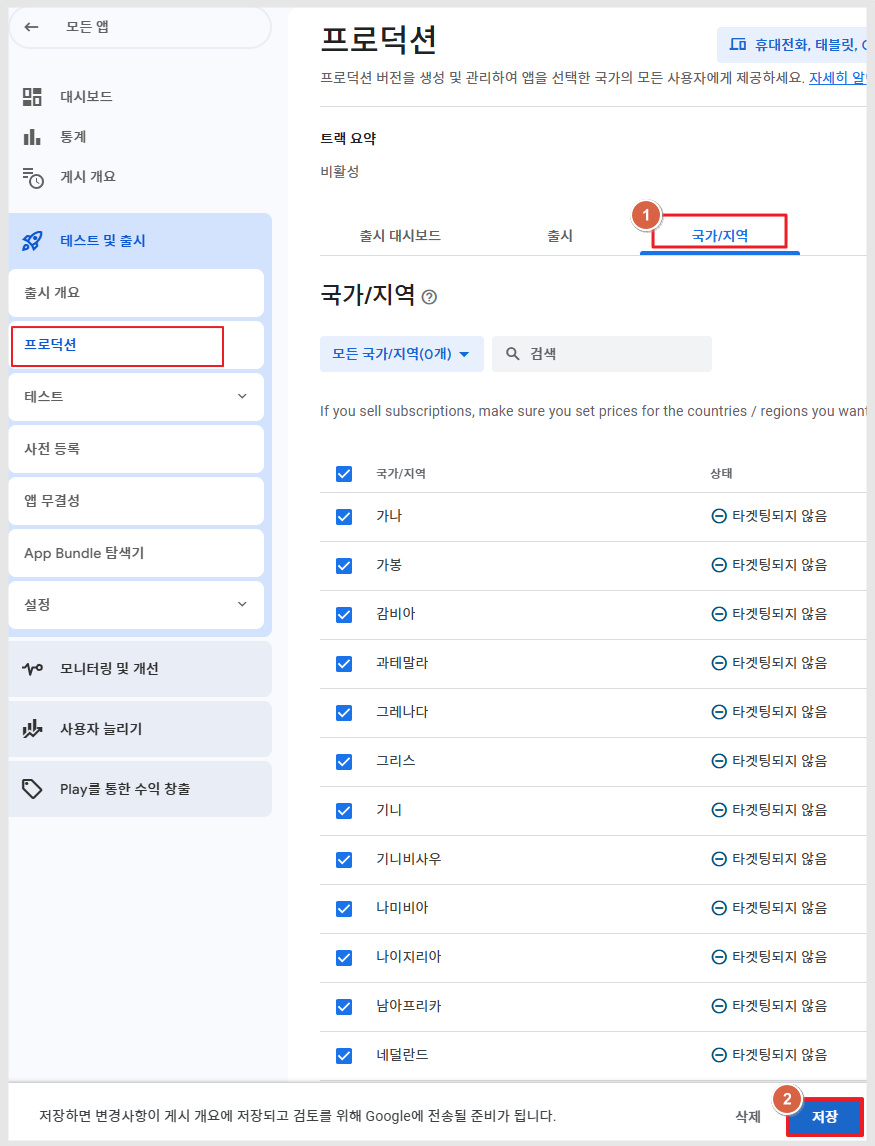 모든 앱
대시보드
통계
게시 개요
테스트 및 출시
출시 개요
프로덕션
테스트
사전 등록
앱 무결성
App Bundle 탐색기
설정
모니터링 및 개선
사용자 늘리기
Play를 통한 수익 창출
프로덕션
휴대전화, 태블릿,
프로덕션 버전을 생성 및 관리하여 앱을 선택한 국가의 모든 사용자에게 제공하세요. 자세히 알
트랙 요약
비활성
출시 대시보드 출시 1 국가/지역
국가/지역 ?
모든 국가/지역(0개) 검색
If you sell subscriptions, make sure you set prices for the countries / regions you want
국가/지역 상태
가나 타겟팅되지 않음
가봉 타겟팅되지 않음
감비아 타겟팅되지 않음
과테말라 타겟팅되지 않음
그레나다 타겟팅되지 않음
그리스 타겟팅되지 않음
기니 타겟팅되지 않음
기니비사우 타겟팅되지 않음
나미비아 타겟팅되지 않음
나이지리아 타겟팅되지 않음
남아프리카 타겟팅되지 않음
네덜란드 타겟팅되지 않음
저장하면 변경사항이 게시 개요에 저장되고 검토를 위해 Google에 전송될 준비가 됩니다. 삭제 2 저장